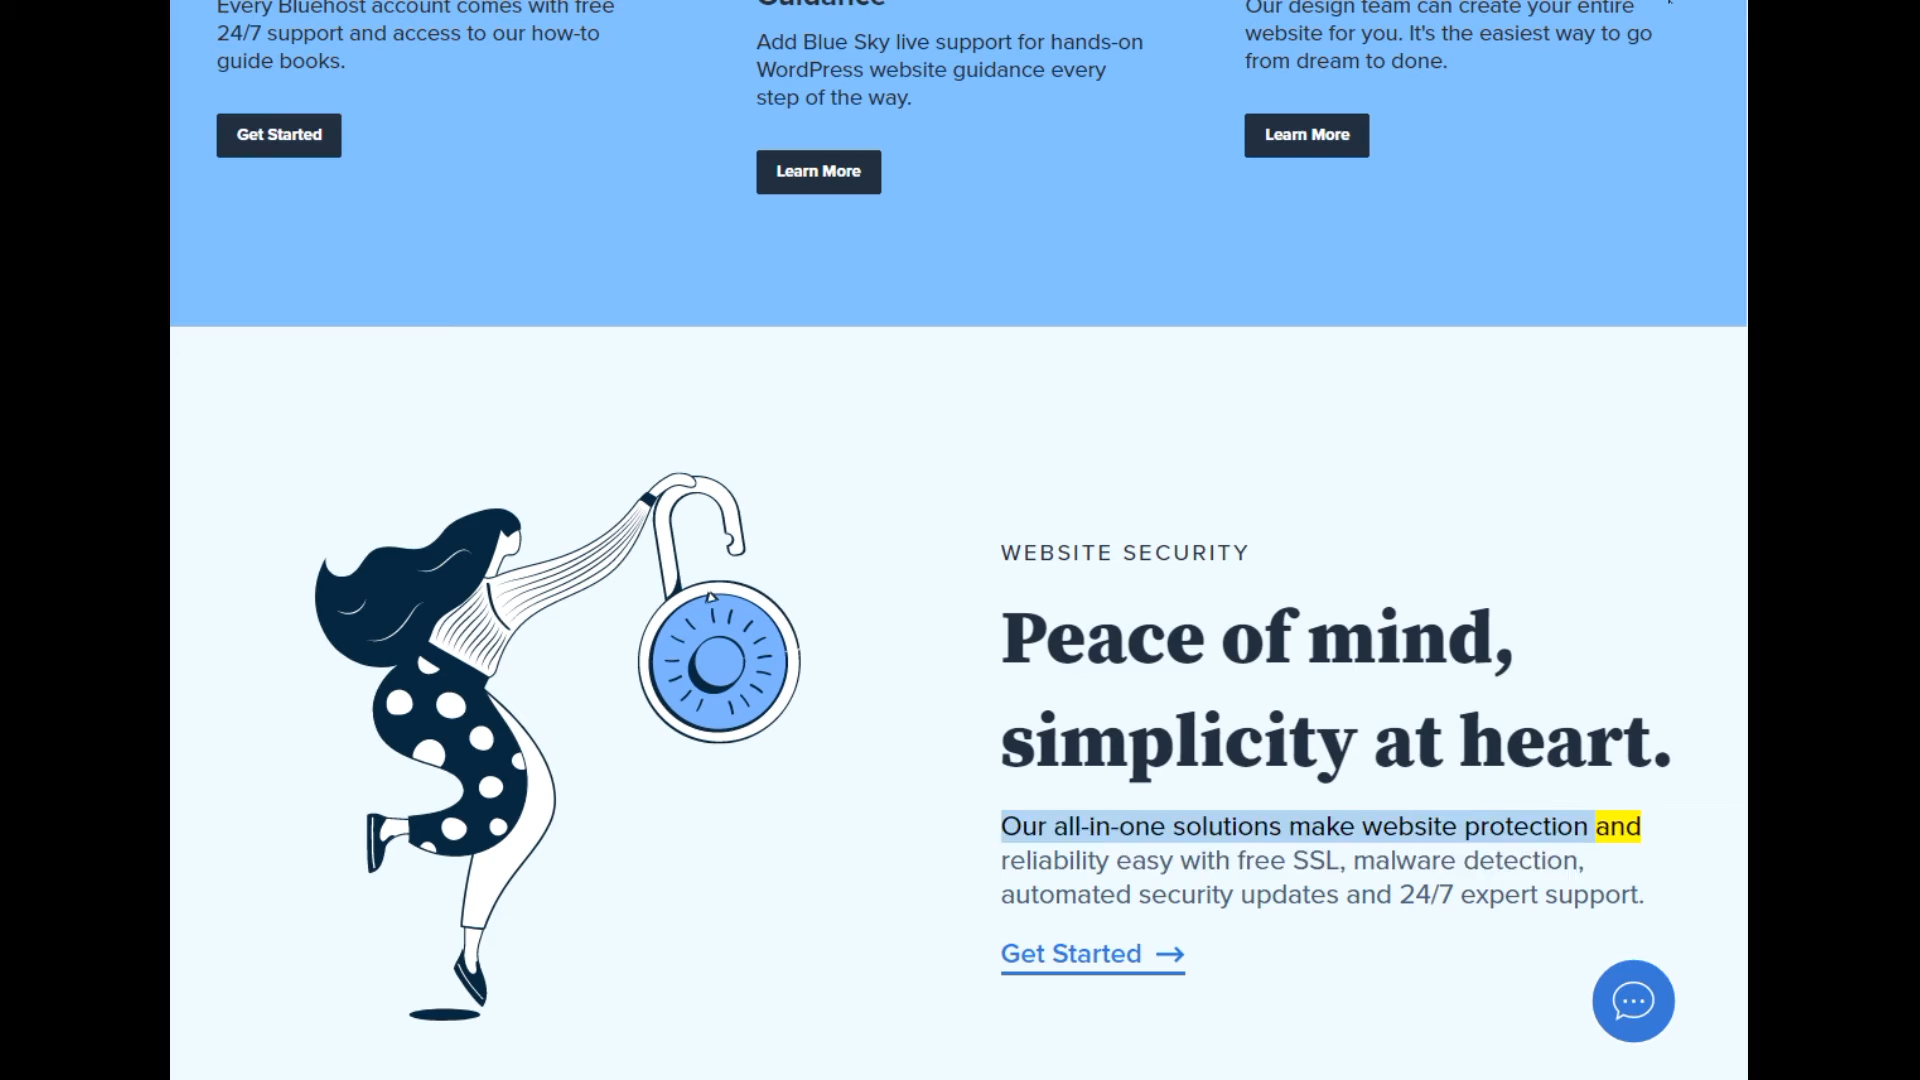 Every Bluehost account comes with free
24/7 support and access to our how-to
guide books.
Get Started
Guidance
Add Blue Sky live support for hands-on
WordPress website guidance every
step of the way.
Learn More
Our design team can create your entire
website for you. It's the easiest way to go
from dream to done.
Learn More
WEBSITE SECURITY
Peace of mind,
simplicity at heart.
Our all-in-one solutions make website protection and
reliability easy with free SSL, malware detection,
automated security updates and 24/7 expert support.
Get Started →